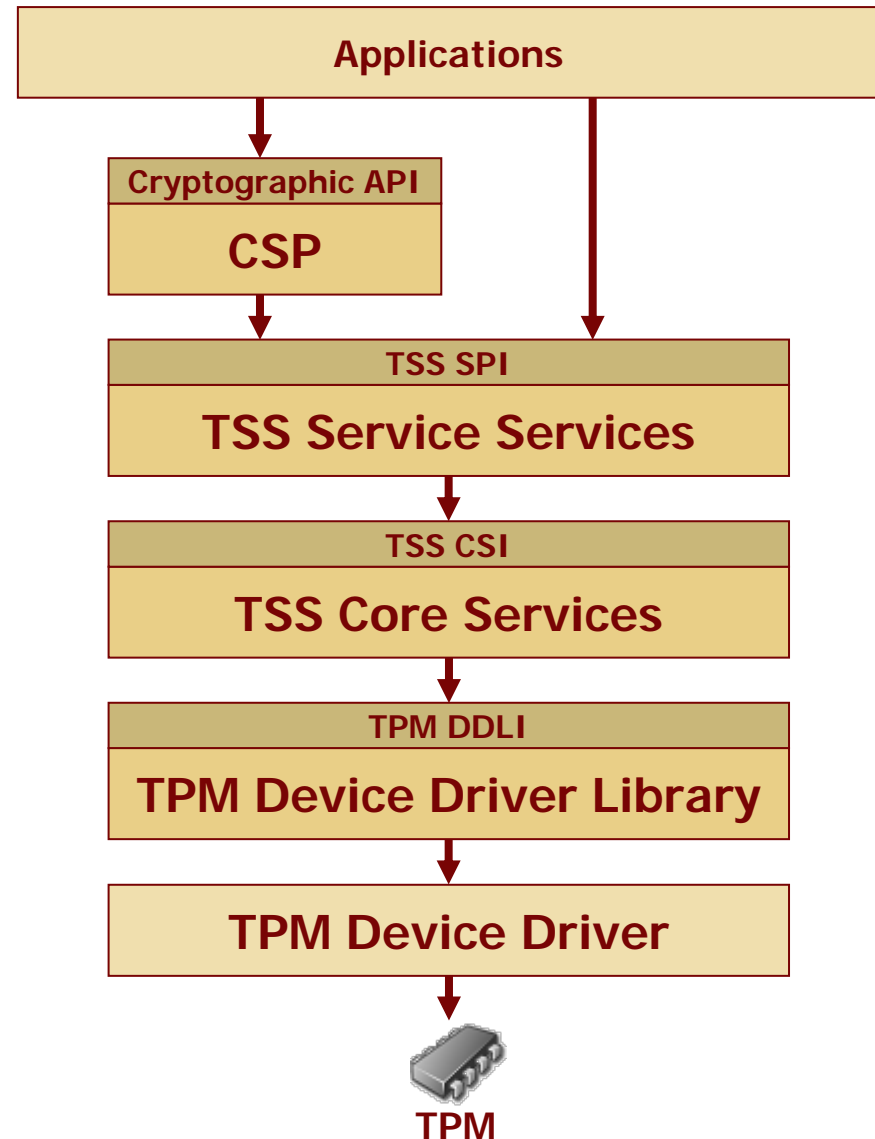 Applications
Cryptographic API
CSP
TSS SPI
TSS Service Services
TSS CSI
TSS Core Services
TPM DDLI
TPM Device Driver Library
TPM Device Driver
TPM